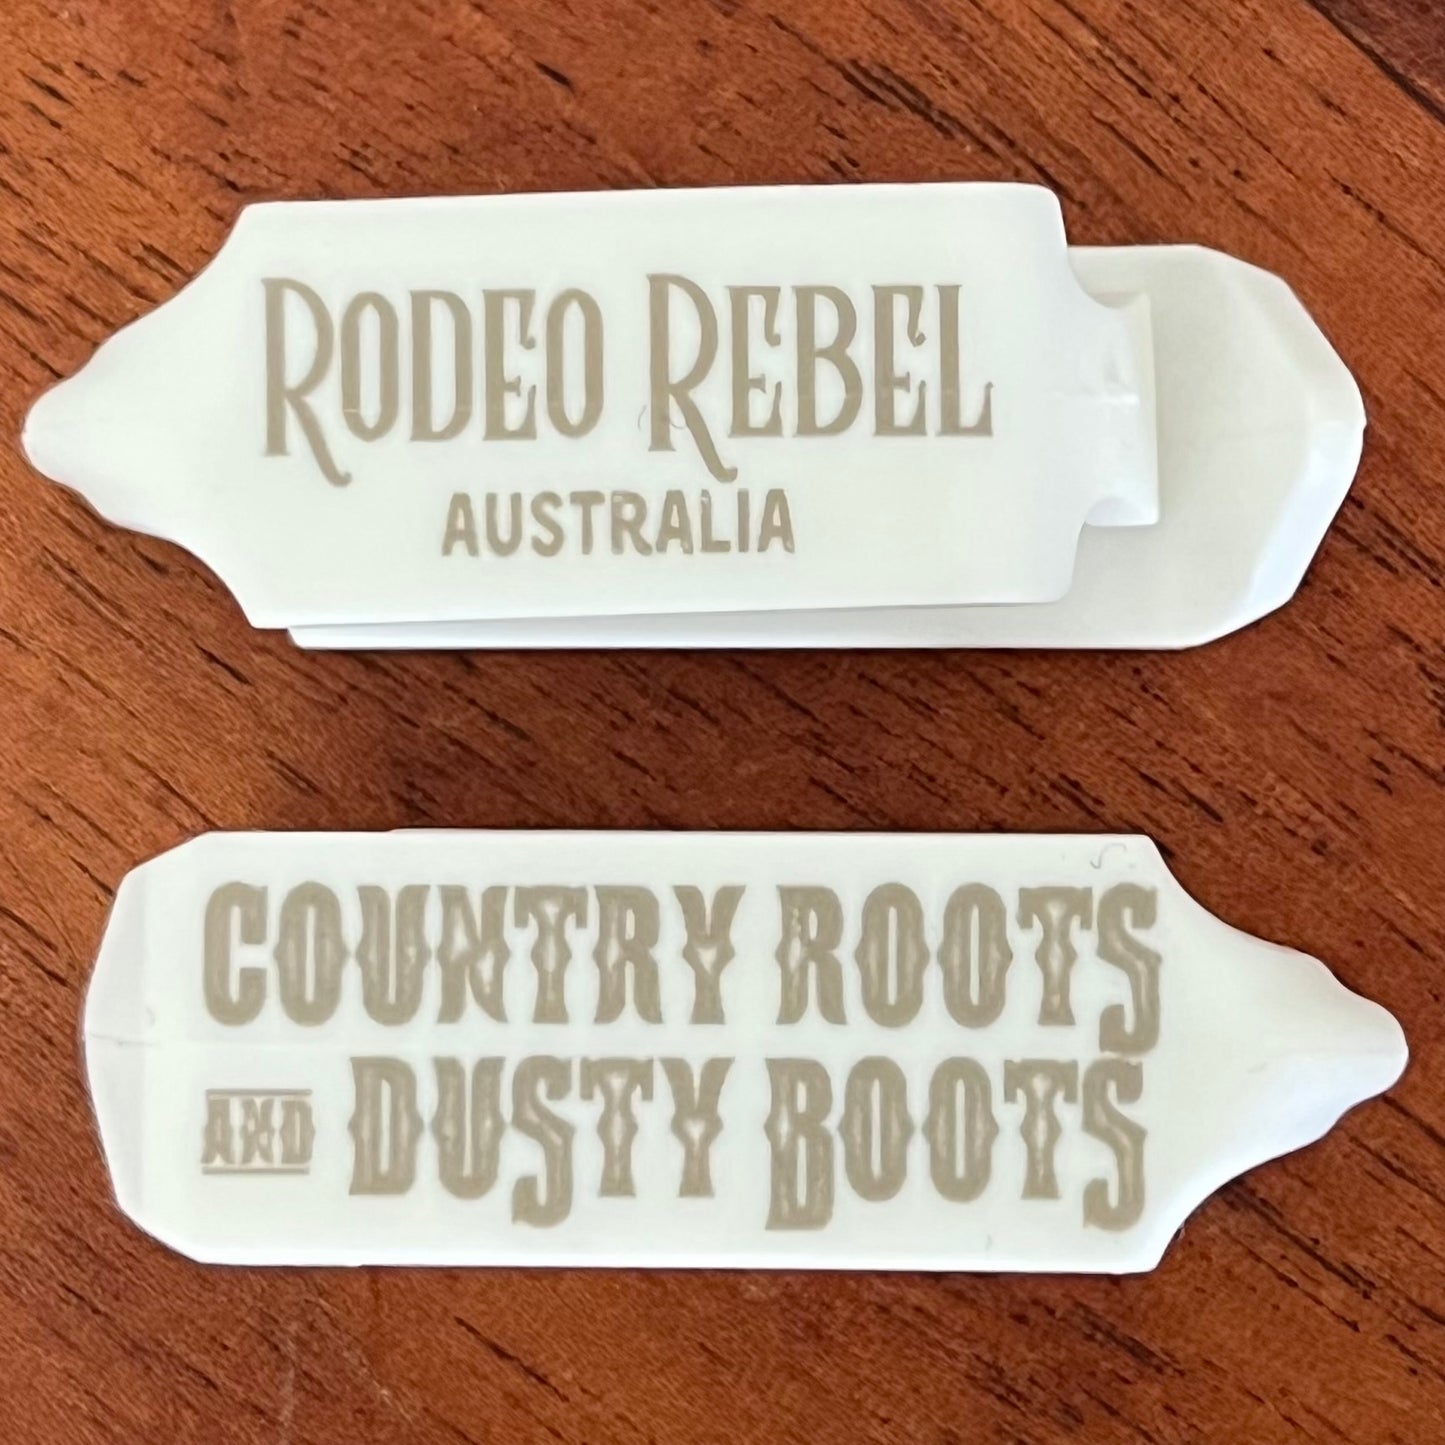 RODEO REBEL
AUSTRALIA
COUNTRY ROOTS
AND DUSTY BOOTS